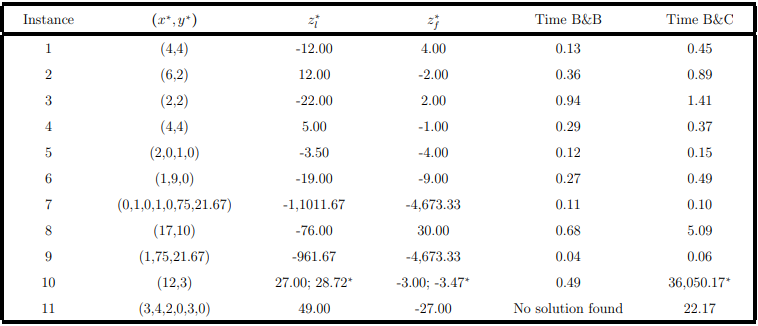 Instance (x*,y*) z*l z*f Time B&B Time B&C
1 (4,4) -12.00 4.00 0.13 0.45
2 (6,2) 12.00 -2.00 0.36 0.89
3 (2,2) -22.00 2.00 0.94 1.41
4 (4,4) 5.00 -1.00 0.29 0.37
5 (2,0,1,0) -3.50 -4.00 0.12 0.15
6 (1,9,0) -19.00 -9.00 0.27 0.49
7 (0,1,0,1,0,75,21.67) -1,1011.67 -4,673.33 0.11 0.10
8 (17,10) -76.00 30.00 0.68 5.09
9 (1,75,21.67) -961.67 -4,673.33 0.04 0.06
10 (12,3) 27.00; 28.72* -3.00; -3.47* 0.49 36,050.17*
11 (3,4,2,0,3,0) 49.00 -27.00 No solution found 22.17